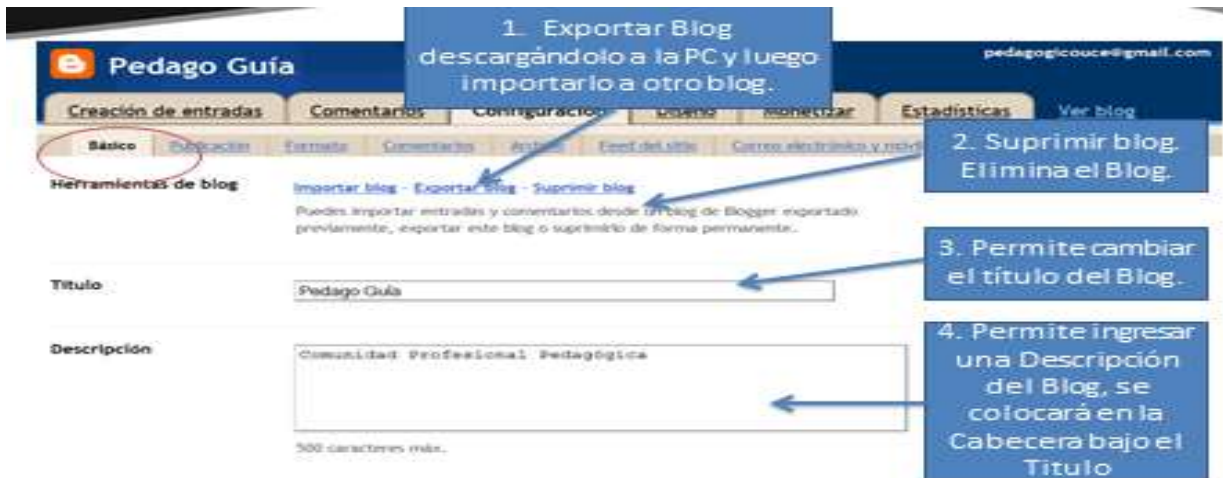 1. Exportar Blog
descargándolo a la PC y luego
importarlo a otro blog.
Pedago Guía
pedagogicouce@gmail.com
Creación de entradas Comentarios Configuración Diseño Monetizar Estadísticas Ver blog
Básico Publicación Formato Comentarios Archivo Feed del sitio Correo electrónico y
2. Suprimir blog.
Elimina el Blog.
Herramientas de blog
Importar blog - Exportar blog - Suprimir blog
Puedes importar entradas y comentarios desde un blog de Blogger exportado
previamente, exportar este blog o suprimirlo de forma permanente.
3. Permite cambiar
el título del Blog.
Título
Pedago Guía
Descripción
Comunidad Profesional Pedagógica
500 caracteres máx.
4. Permite ingresar
una Descripción
del Blog, se
colocará en la
Cabecera bajo el
Titulo